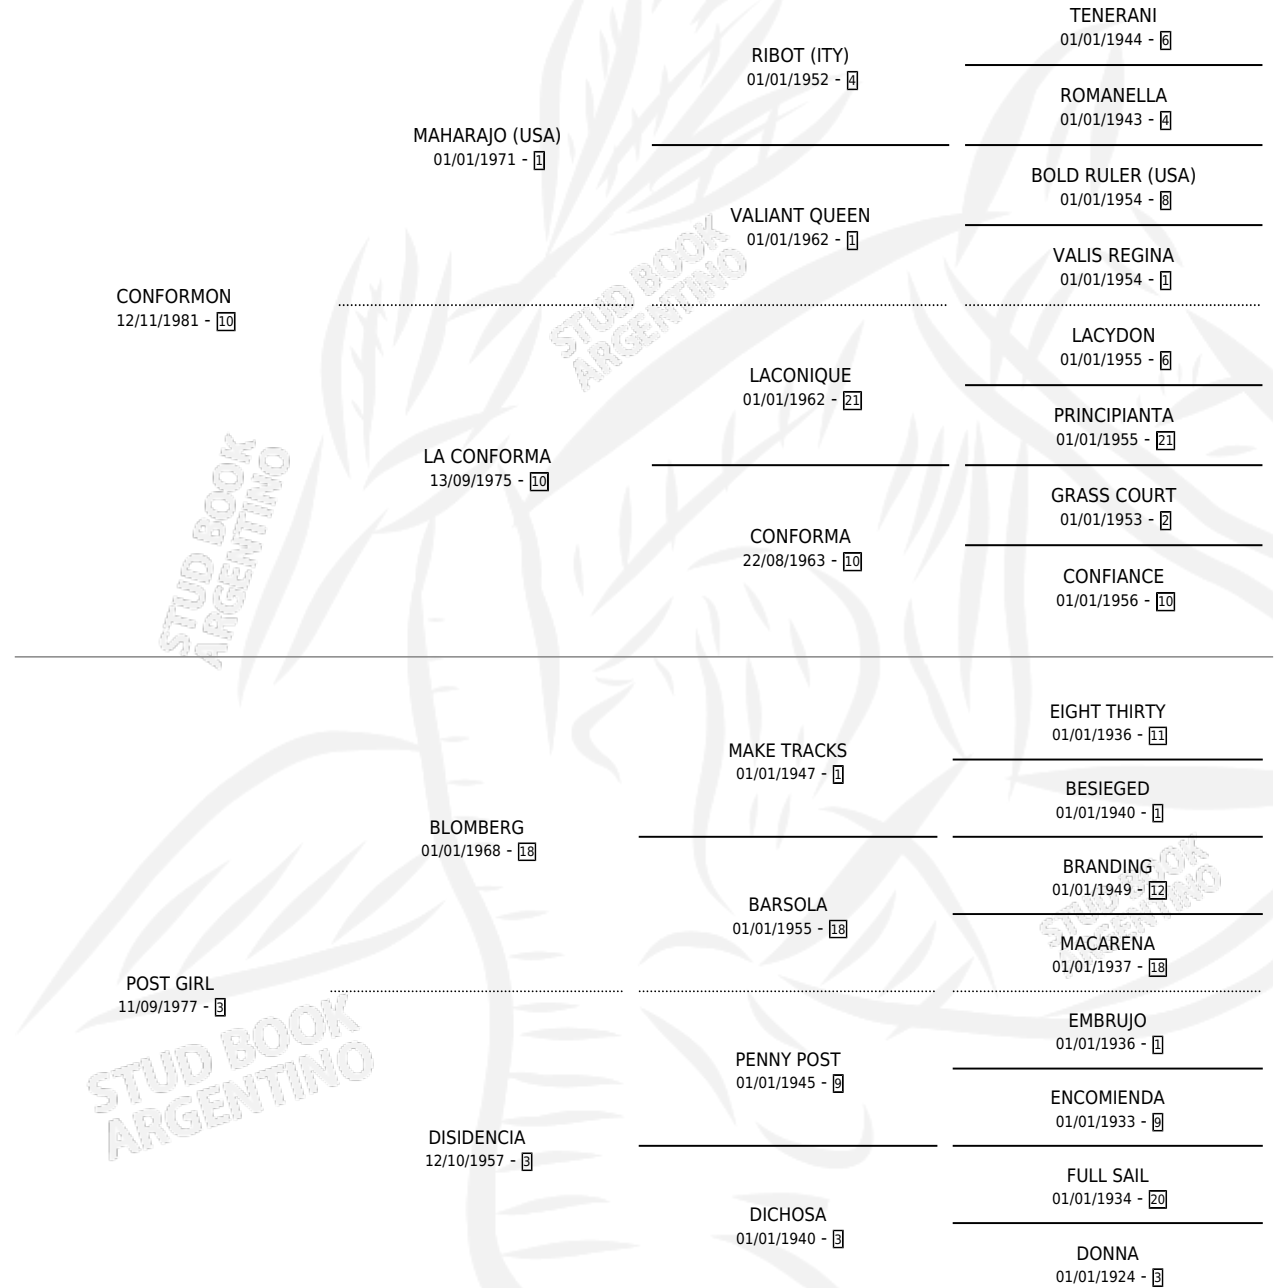 TENERANI
01/01/1944 - 6
RIBOT (ITY)
01/01/1952 - 4
ROMANELLA
01/01/1943 - 4
MAHARAJO (USA)
01/01/1971 - 1
BOLD RULER (USA)
01/01/1954 - 8
VALIANT QUEEN
01/01/1962 - 1
VALIS REGINA
01/01/1954 - 1
CONFORMON
12/11/1981 - 10
LACYDON
01/01/1955 - 6
LACONIQUE
01/01/1962 - 21
PRINCIPIANTA
01/01/1955 - 21
LA CONFORMA
13/09/1975 - 10
GRASS COURT
01/01/1953 - 2
CONFORMA
22/08/1963 - 10
CONFIANCE
01/01/1956 - 10
EIGHT THIRTY
01/01/1936 - 11
MAKE TRACKS
01/01/1947 - 1
BESIEGED
01/01/1940 - 1
BLOMBERG
01/01/1968 - 18
BRANDING
01/01/1949 - 12
BARSOLA
01/01/1955 - 18
MACARENA
01/01/1937 - 18
POST GIRL
11/09/1977 - 3
EMBRUJO
01/01/1936 - 1
PENNY POST
01/01/1945 - 9
ENCOMIENDA
01/01/1933 - 9
DISIDENCIA
12/10/1957 - 3
FULL SAIL
01/01/1934 - 20
DICHOSA
01/01/1940 - 3
DONNA
01/01/1924 - 3
STUD BOOK
ARGENTINO
STUD BOOK
ARGENTINO
STUD BOOK
ARGENTINO
STUD BOOK
ARGENTINO